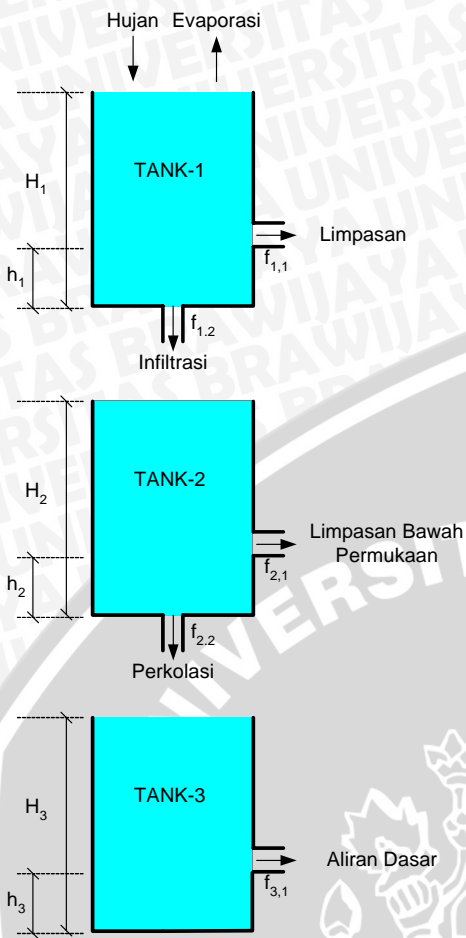 Hujan Evaporasi
TANK-1
H₁
Limpasan
f₁,₁
h₁
f₁.₂
Infiltrasi
TANK-2
H₂
Limpasan Bawah
Permukaan
f₂,₁
h₂
f₂.₂
Perkolasi
TANK-3
H₃
Aliran Dasar
f₃,₁
h₃